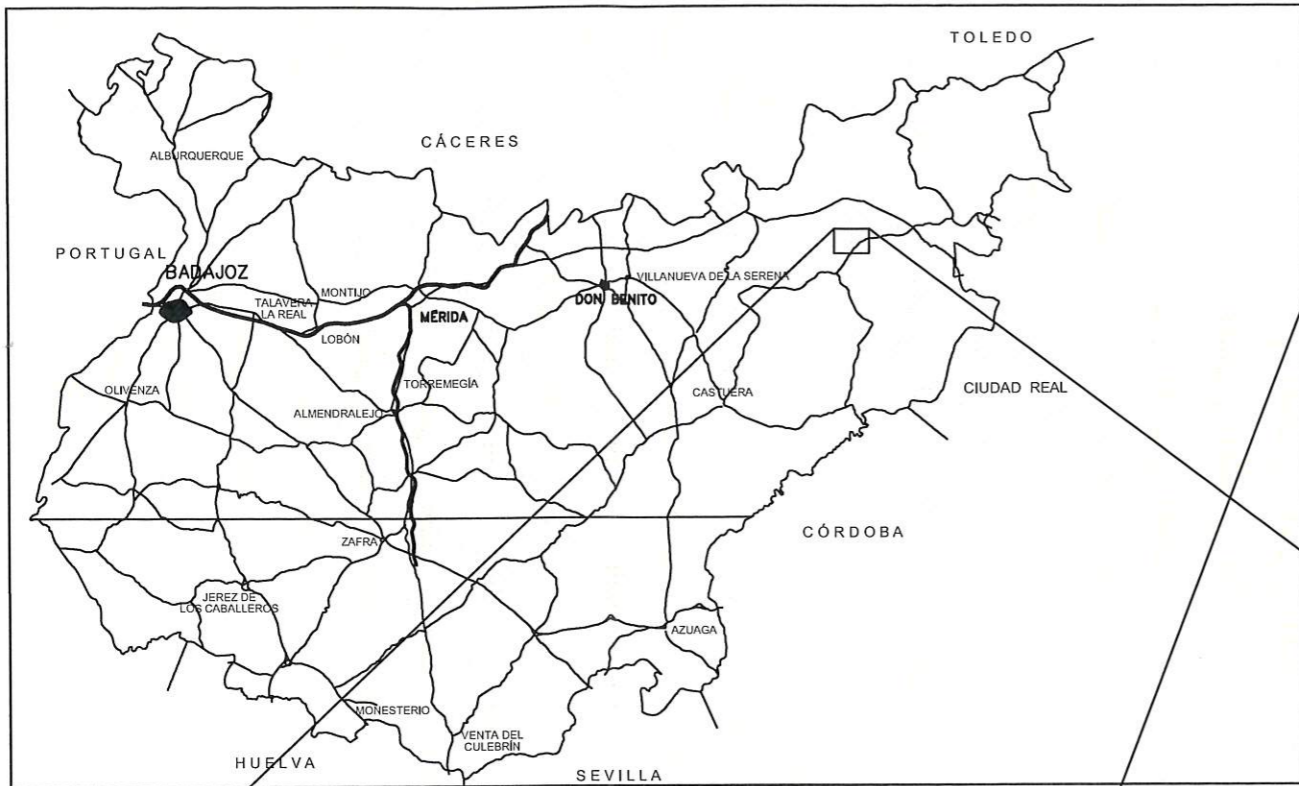 TOLEDO
CÁCERES
ALBURQUERQUE
PORTUGAL
BADAJOZ
MONTIJO
TALAVERA
LA REAL
LOBÓN
MÉRIDA
VILLANUEVA DE LA SERENA
DON BENITO
TORREMEGÍA
OLIVENZA
ALMENDRALEJO
CASTUERA
CIUDAD REAL
CÓRDOBA
ZAFRA
JEREZ DE
LOS CABALLEROS
AZUAGA
MONESTERIO
VENTA DEL
CULEBRÍN
HUELVA
SEVILLA